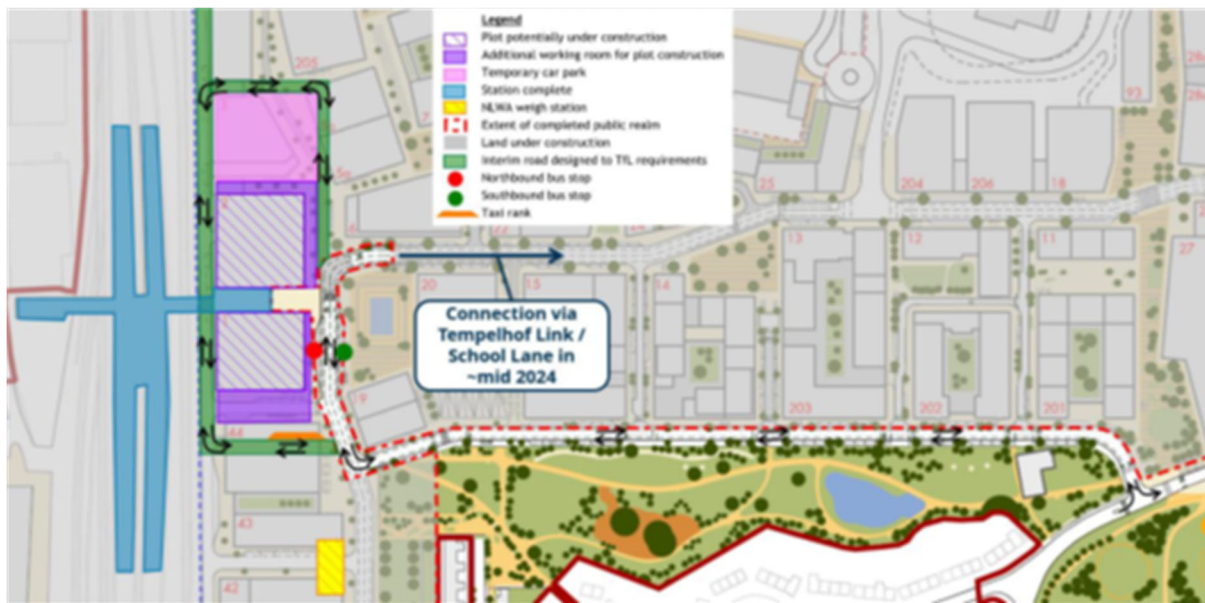 Legend
Plot potentially under construction
Additional working room for plot construction
Temporary car park
Station complete
NLWA weigh station
Extent of completed public realm
Land under construction
Interim road designed to TfL requirements
Northbound bus stop
Southbound bus stop
Taxi rank
205
93
25
204
206
18
27
13
12
11
20
15
14
Connection via
Tempelhof Link /
School Lane in
~mid 2024
19
203
202
201
44
43
42